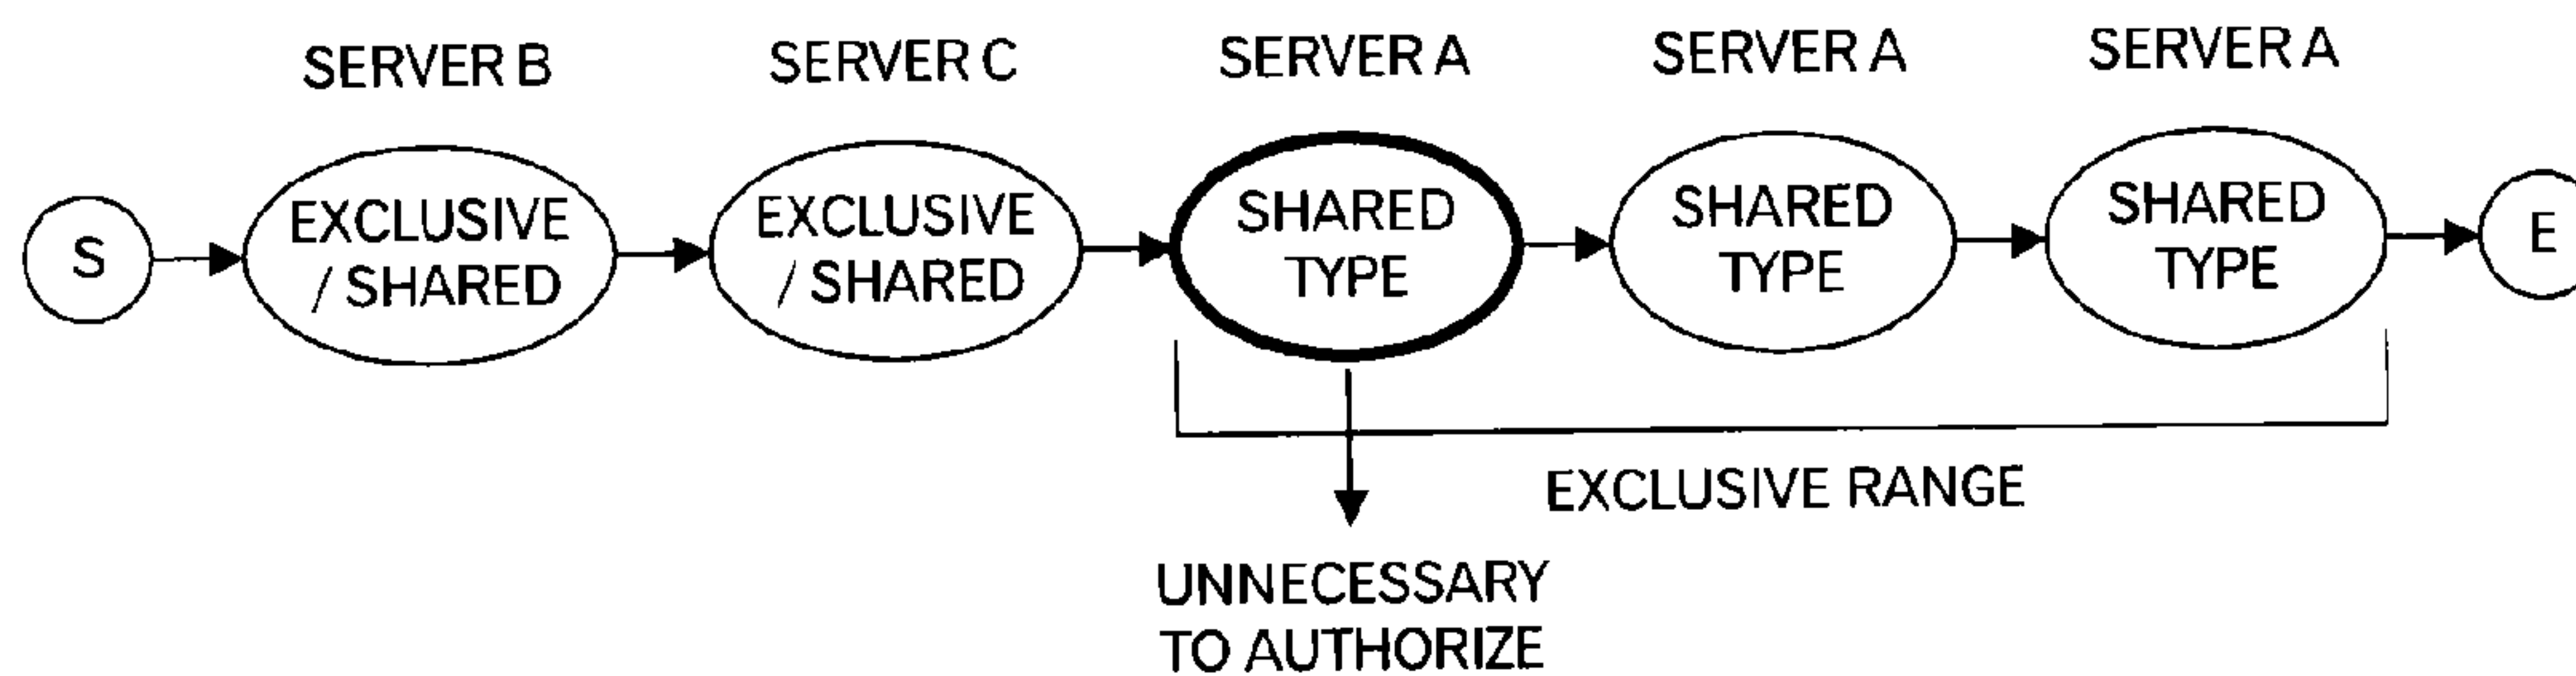 SERVER B
SERVER C
SERVER A
SERVER A
SERVER A
S
EXCLUSIVE
/ SHARED
EXCLUSIVE
/ SHARED
SHARED
TYPE
SHARED
TYPE
SHARED
TYPE
E
EXCLUSIVE RANGE
UNNECESSARY
TO AUTHORIZE